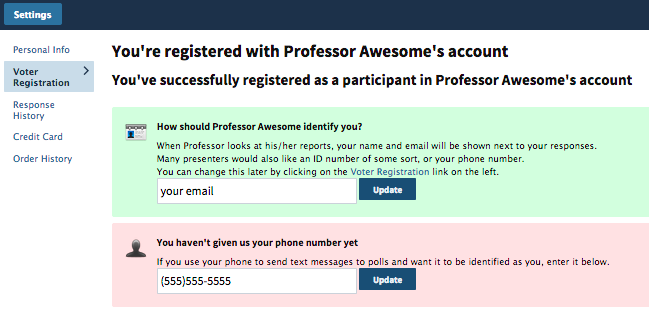 Settings
Personal Info
Voter
Registration
Response
History
Credit Card
Order History
You're registered with Professor Awesome's account
You've successfully registered as a participant in Professor Awesome's account
How should Professor Awesome identify you?
When Professor looks at his/her reports, your name and email will be shown next to your responses.
Many presenters would also like an ID number of some sort, or your phone number.
You can change this later by clicking on the Voter Registration link on the left.
your email Update
You haven't given us your phone number yet
If you use your phone to send text messages to polls and want it to be identified as you, enter it below.
(555)555-5555 Update